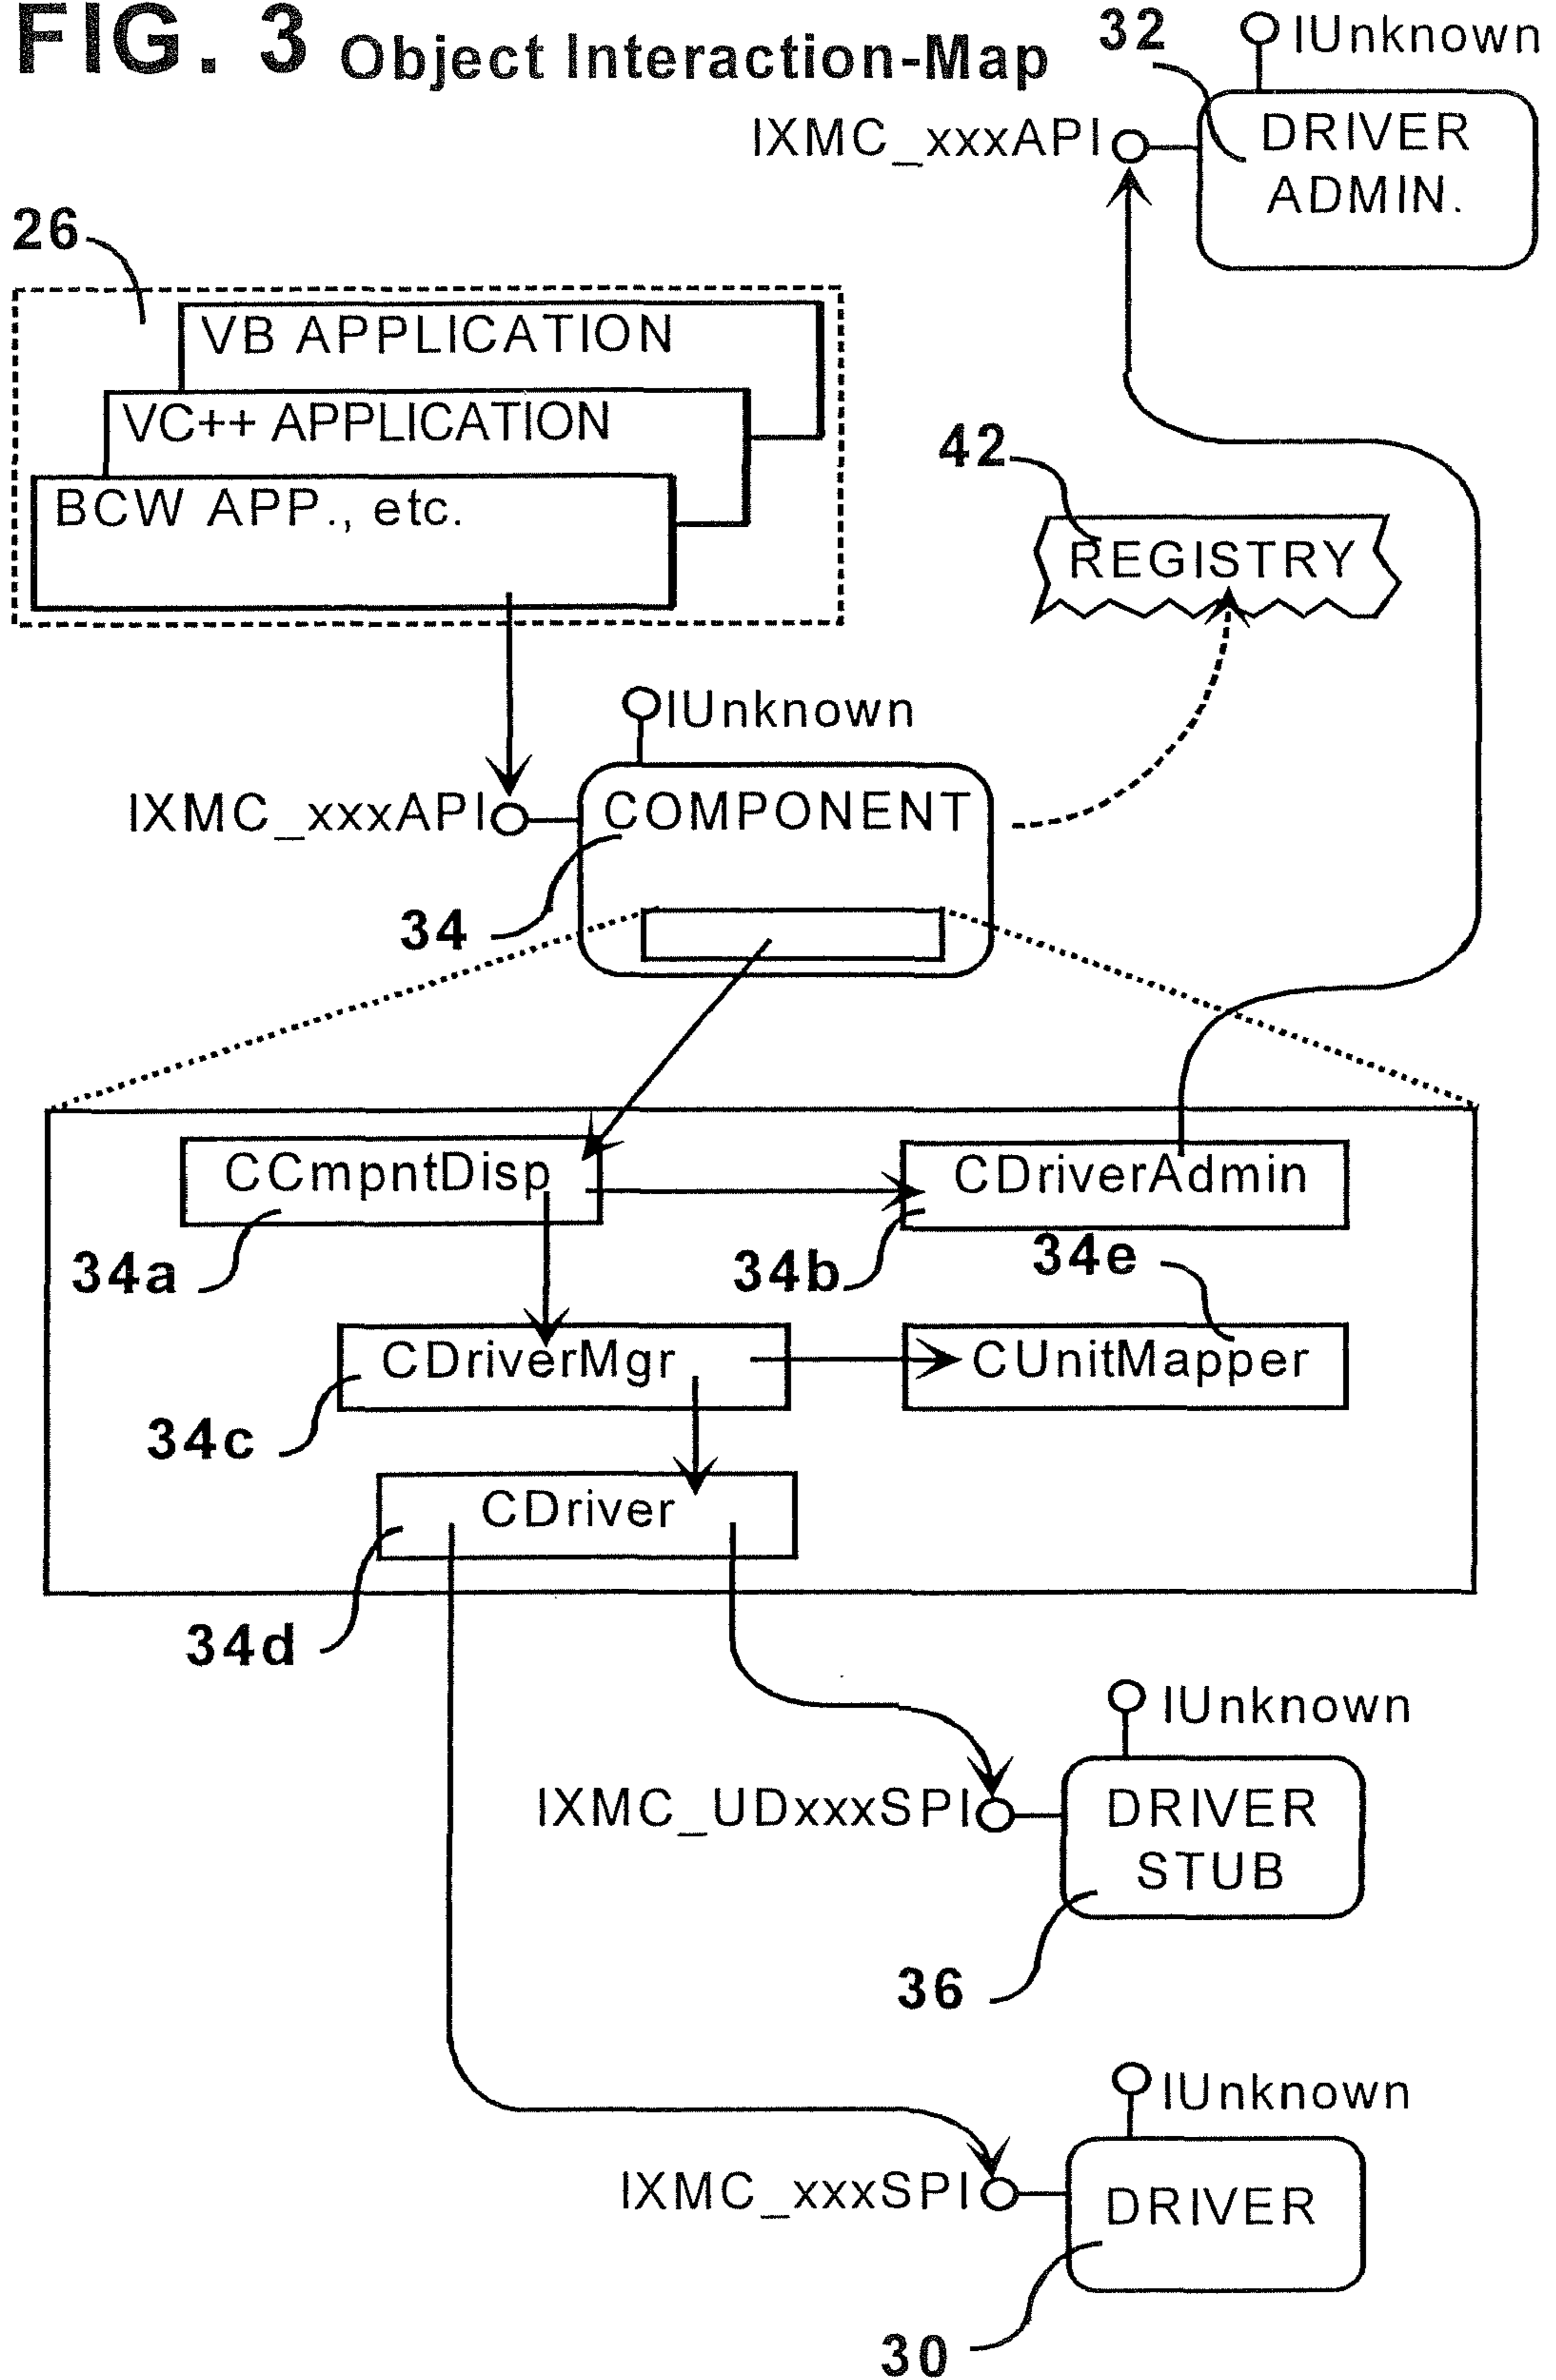 FIG. 3 Object Interaction-Map
32
IUnknown
IXMC_xxxAPI
DRIVER
ADMIN.
26
VB APPLICATION
VC++ APPLICATION
BCW APP., etc.
42
REGISTRY
IUnknown
IXMC_xxxAPI
COMPONENT
34
CCmpntDisp
CDriverAdmin
34a
34b
34e
CDriverMgr
CUnitMapper
34c
CDriver
34d
IUnknown
IXMC_UDxxxSPI
DRIVER
STUB
36
IUnknown
IXMC_xxxSPI
DRIVER
30